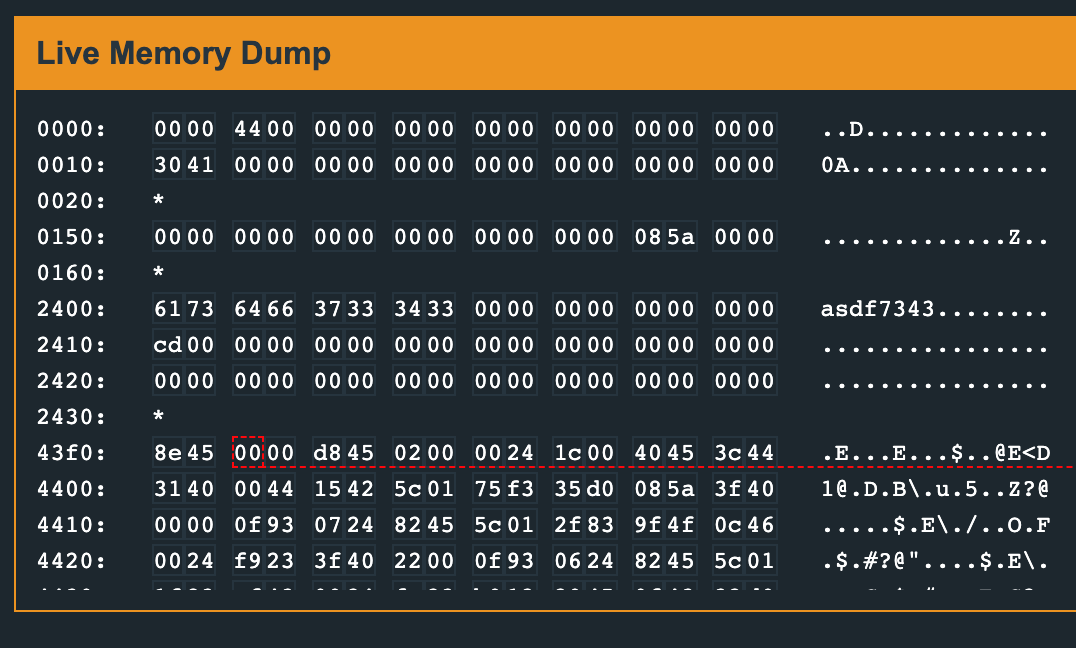 Live Memory Dump
0000: 0000 4400 0000 0000 0000 0000 0000 0000 ..D.............
0010: 3041 0000 0000 0000 0000 0000 0000 0000 0A..............
0020: *
0150: 0000 0000 0000 0000 0000 0000 085a 0000 .............Z..
0160: *
2400: 6173 6466 3733 3433 0000 0000 0000 0000 asdf7343........
2410: cd00 0000 0000 0000 0000 0000 0000 0000 ................
2420: 0000 0000 0000 0000 0000 0000 0000 0000 ................
2430: *
43f0: 8e45 0000 d845 0200 0024 1c00 4045 3c44 .E...E...$..@E<D
4400: 3140 0044 1542 5c01 75f3 35d0 085a 3f40 1@.D.B\.u.5..Z?@
4410: 0000 0f93 0724 8245 5c01 2f83 9f4f 0c46 .....$.E\./..O.F
4420: 0024 f923 3f40 2200 0f93 0624 8245 5c01 .$.#?@"....$.E\.